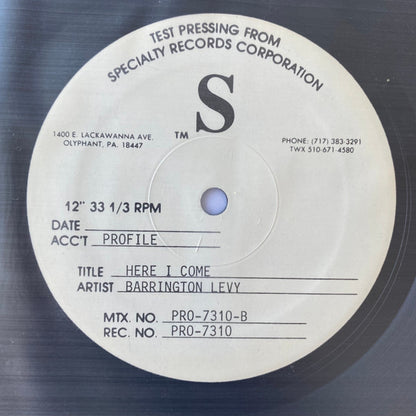 TEST PRESSING FROM
SPECIALTY RECORDS CORPORATION
S
TM
1400 E. LACKAWANNA AVE.
OLYPHANT, PA. 18447
PHONE: (717) 383-3291
TWX 510-671-4580
12" 33 1/3 RPM
DATE
ACC'T PROFILE
TITLE HERE I COME
ARTIST BARRINGTON LEVY
MTX. NO. PRO-7310-B
REC. NO. PRO-7310